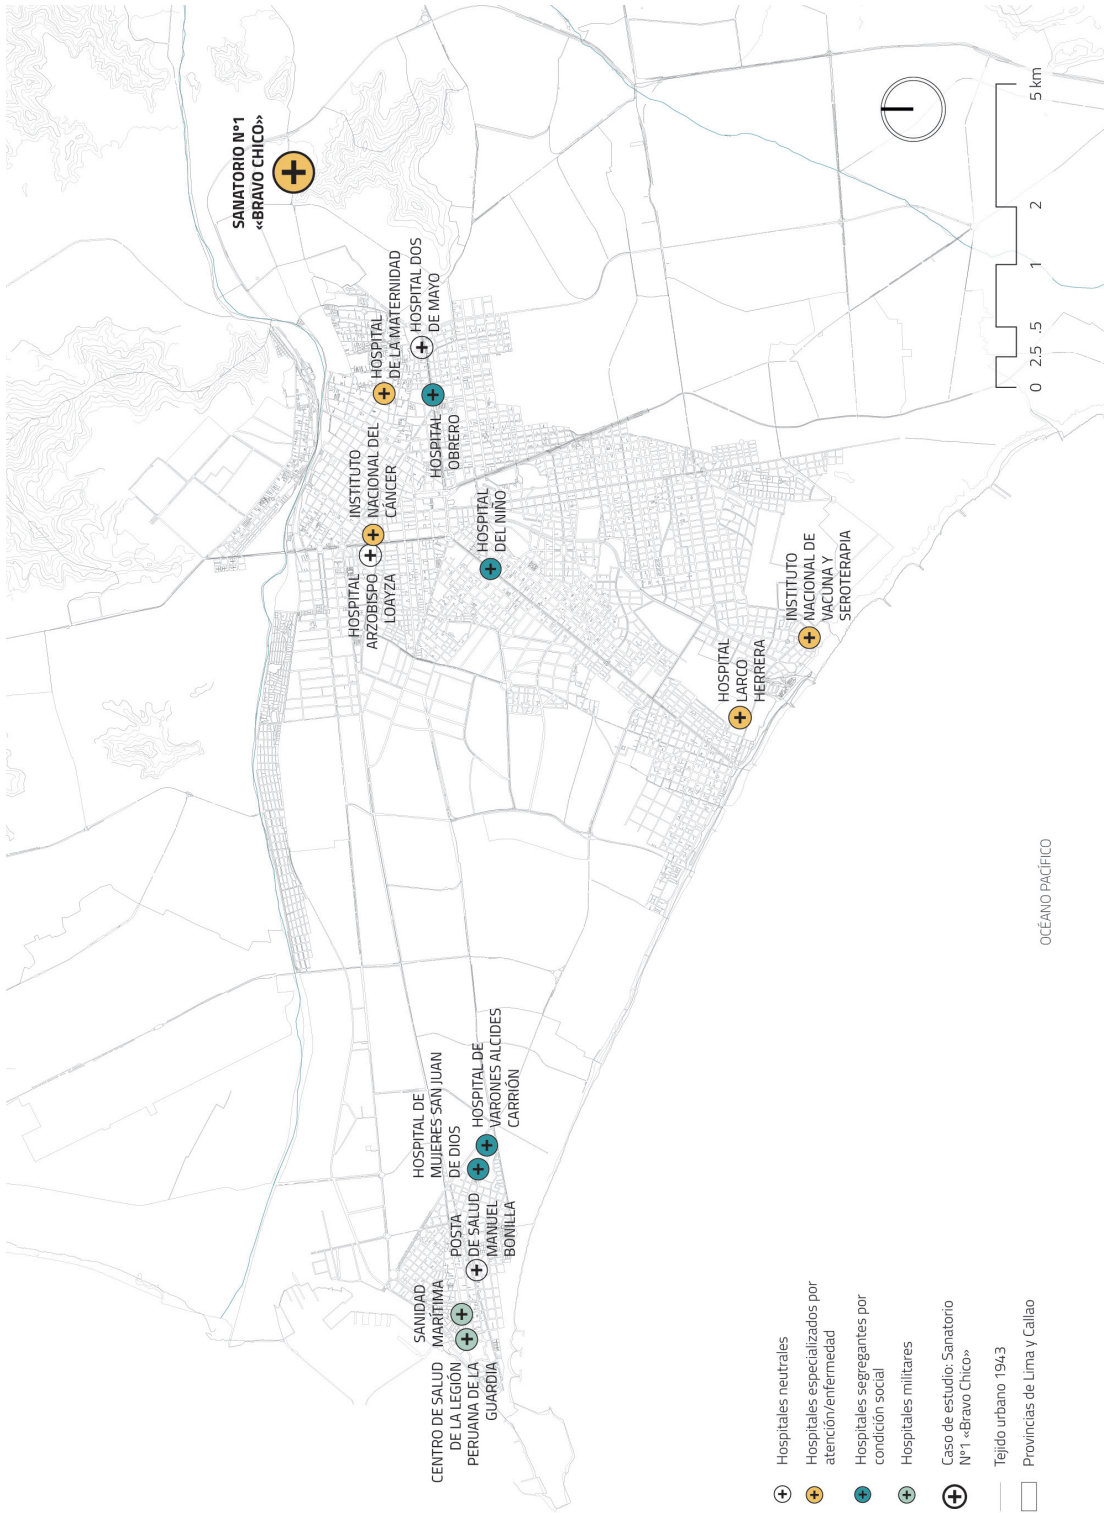 SANATORIO N°1
«BRAVO CHICO»
HOSPITAL
DE LA MATERNIDAD
HOSPITAL DOS
DE MAYO
HOSPITAL
OBRERO
INSTITUTO
NACIONAL DEL
CÁNCER
HOSPITAL
ARZOBISPO
LOAYZA
HOSPITAL
DEL NIÑO
INSTITUTO
NACIONAL DE
VACUNA Y
SEROTERAPIA
HOSPITAL
LARCO
HERRERA
HOSPITAL DE
MUJERES SAN JUAN
DE DIOS
HOSPITAL DE
VARONES ALCIDES
CARRIÓN
POSTA
DE SALUD
MANUEL
BONILLA
SANIDAD
MARÍTIMA
CENTRO DE SALUD
DE LA LEGIÓN
PERUANA DE LA
GUARDIA
OCÉANO PACÍFICO
0 2.5 .5 1 2 5 km
Hospitales neutrales
Hospitales especializados por
atención/enfermedad
Hospitales segregantes por
condición social
Hospitales militares
Caso de estudio: Sanatorio
N°1 «Bravo Chico»
Tejido urbano 1943
Provincias de Lima y Callao